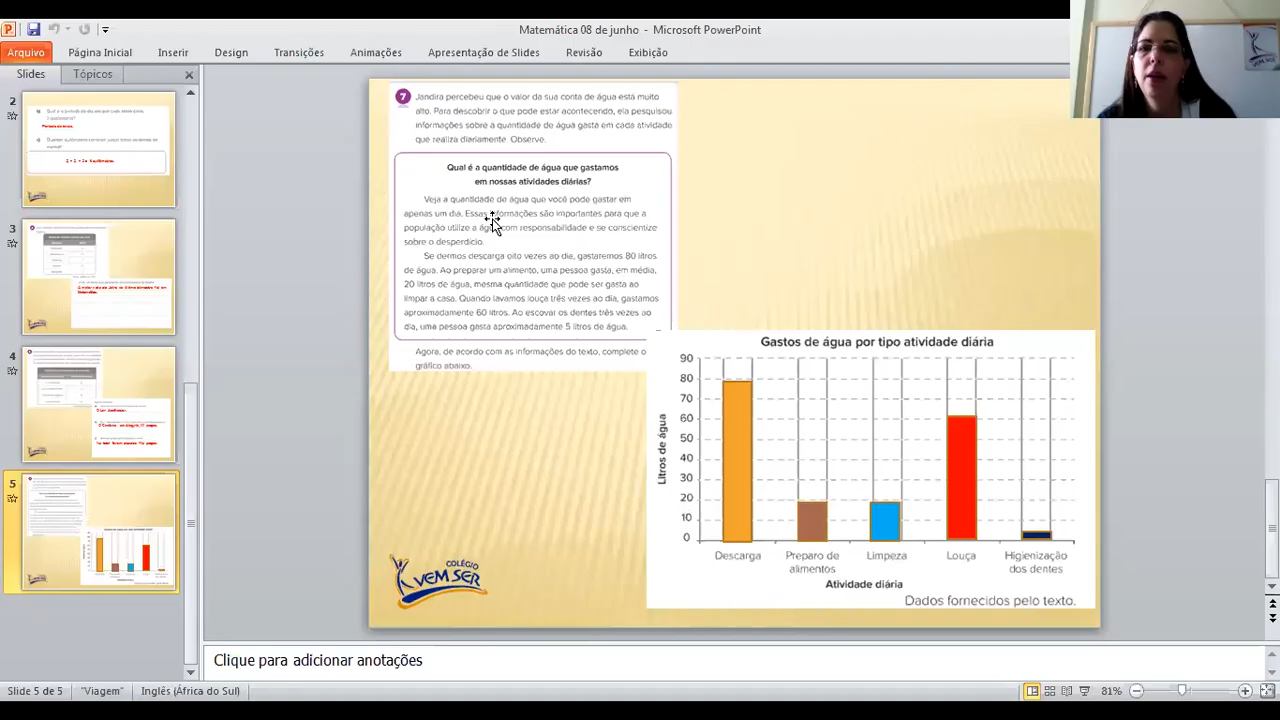 Matemática 08 de junho - Microsoft PowerPoint
Arquivo
Página Inicial
Inserir
Design
Transições
Animações
Apresentação de Slides
Revisão
Exibição
Slides
Tópicos
2
3
4
5
7
Jandira percebeu que o valor da sua conta de água está muito
alto. Para descobrir o que pode estar acontecendo, ela pesquisou
informações sobre a quantidade de água gasta em cada atividade
que realiza diariamente. Observe.
Qual é a quantidade de água que gastamos
em nossas atividades diárias?
Veja a quantidade de água que você pode gastar em
apenas um dia. Essas informações são importantes para que a
população utilize a água com responsabilidade e se conscientize
sobre o desperdício.
Se dermos descarga oito vezes ao dia, gastaremos 80 litros
de água. Ao preparar um alimento, uma pessoa gasta, em média,
20 litros de água, mesma quantidade que pode ser gasta ao
limpar a casa. Quando lavamos louça três vezes ao dia, gastamos
aproximadamente 60 litros. Ao escovar os dentes três vezes ao
dia, uma pessoa gasta aproximadamente 5 litros de água.
Agora, de acordo com as informações do texto, complete o
gráfico abaixo.
Gastos de água por tipo atividade diária
Litros de água
90
80
70
60
50
40
30
20
10
0
Descarga
Preparo de
alimentos
Limpeza
Louça
Higienização
dos dentes
Atividade diária
Dados fornecidos pelo texto.
COLÉGIO
VEM SER
Clique para adicionar anotações
Slide 5 de 5
"Viagem"
Inglês (África do Sul)
81%